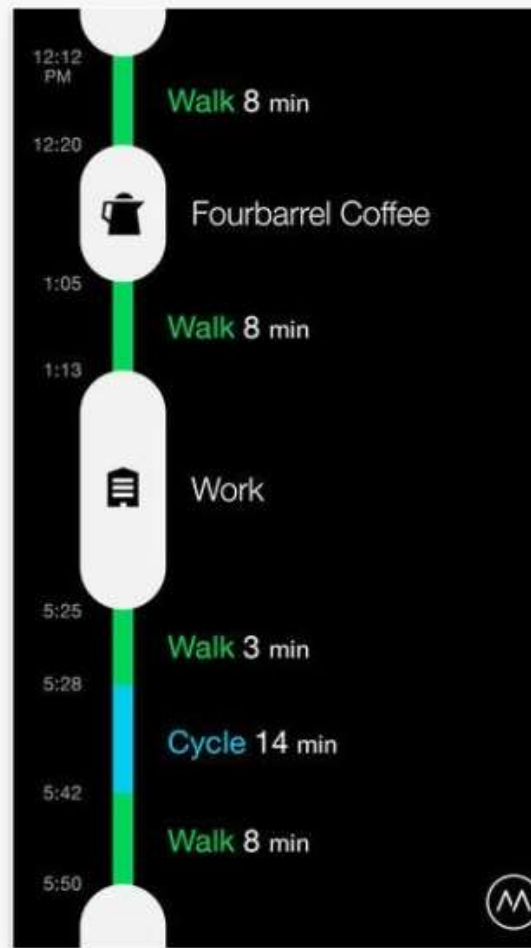 12:12
PM
Walk 8 min
12:20
Fourbarrel Coffee
1:05
Walk 8 min
1:13
Work
5:25
Walk 3 min
5:28
Cycle 14 min
5:42
Walk 8 min
5:50